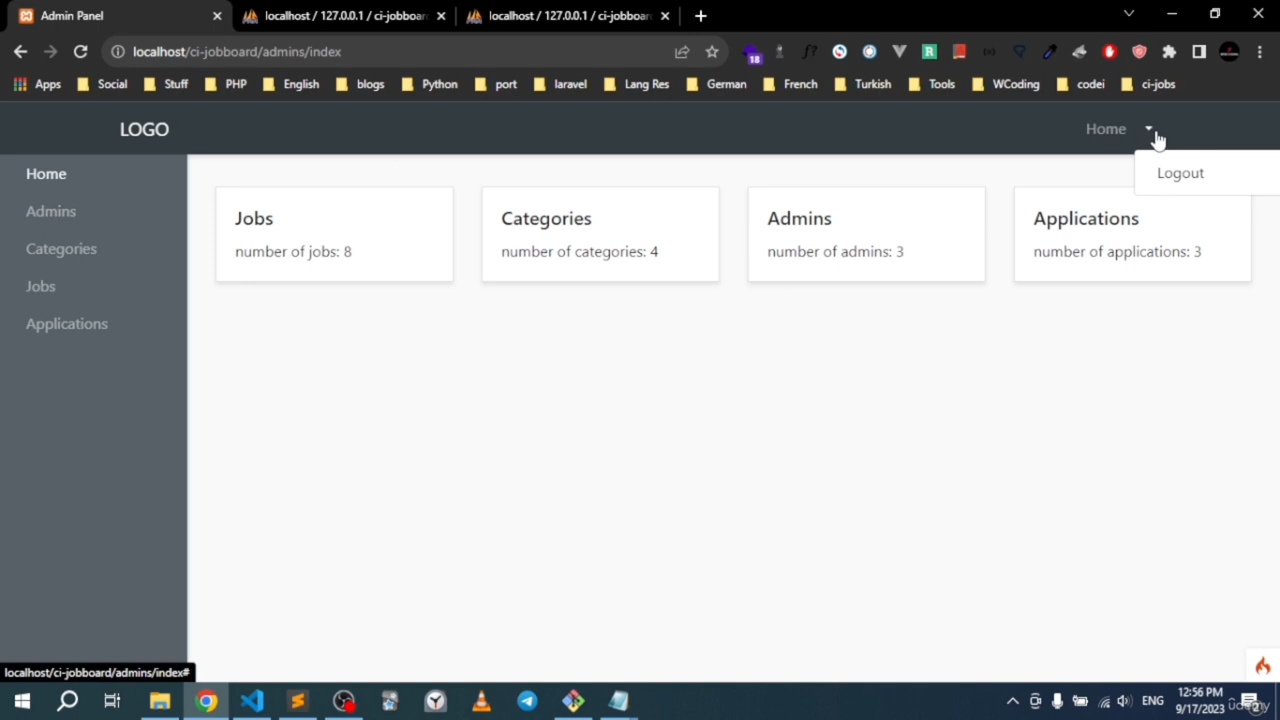 Admin Panel
localhost / 127.0.0.1 / ci-jobboar
localhost / 127.0.0.1 / ci-jobboar
localhost/ci-jobboard/admins/index
18
Apps Social Stuff PHP English blogs Python port laravel Lang Res German French Turkish Tools WCoding codei ci-jobs
LOGO
Home
Logout
Home
Admins
Categories
Jobs
Applications
Jobs
number of jobs: 8
Categories
number of categories: 4
Admins
number of admins: 3
Applications
number of applications: 3
localhost/ci-jobboard/admins/index#
ENG
12:56 PM
9/17/2023
2
udemy